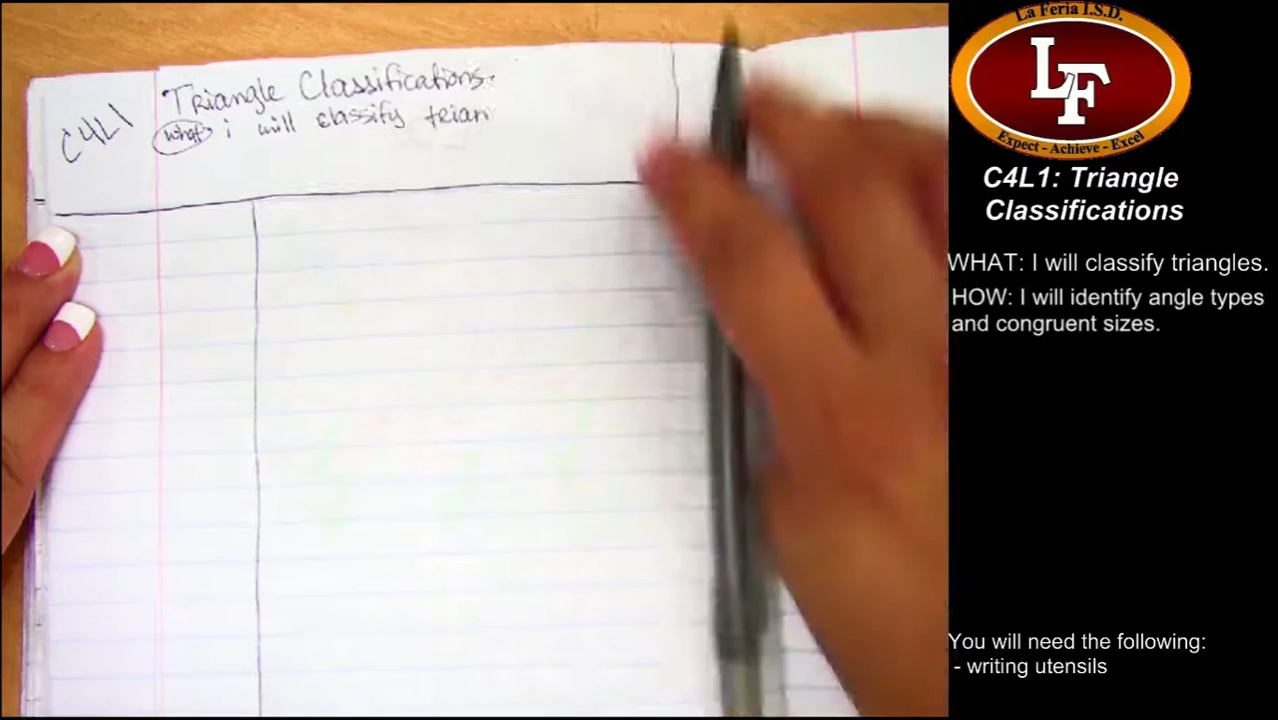 C4L1
Triangle Classifications.
what i will classify trian
La Feria I.S.D.
LF
Expect - Achieve - Excel
C4L1: Triangle
Classifications
WHAT: I will classify triangles.
HOW: I will identify angle types
and congruent sizes.
You will need the following:
- writing utensils